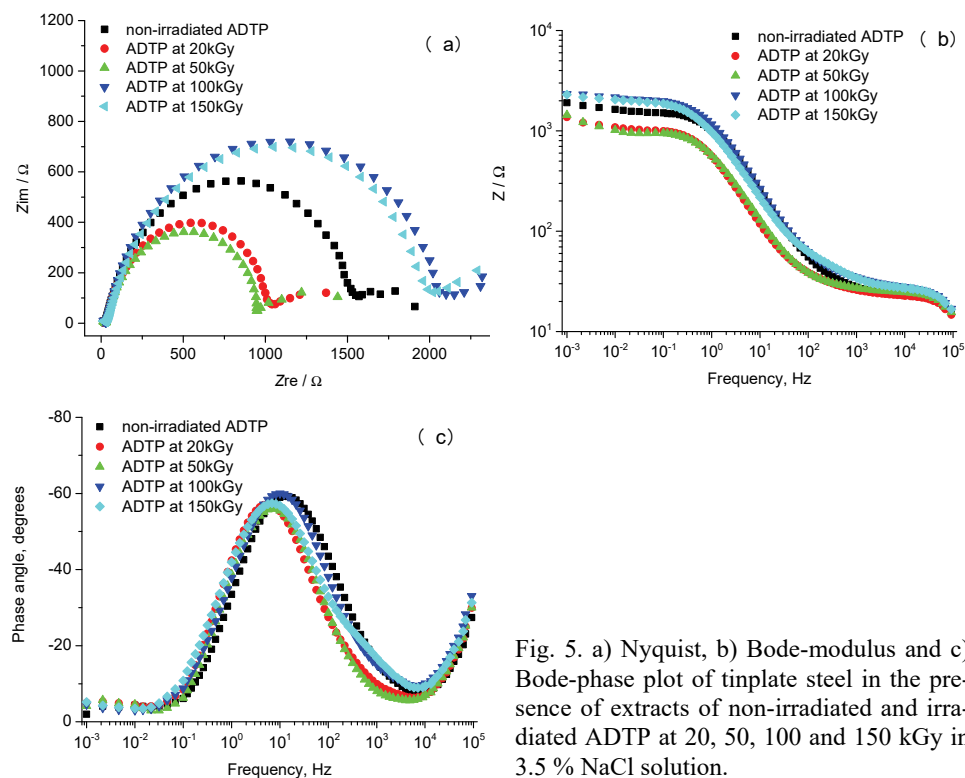 ( a)
non-irradiated ADTP
ADTP at 20kGy
ADTP at 50kGy
ADTP at 100kGy
ADTP at 150kGy
1200
1000
800
600
400
200
0
Zim / Ω
0 500 1000 1500 2000
Zre / Ω
( b)
non-irradiated ADTP
ADTP at 20kGy
ADTP at 50kGy
ADTP at 100kGy
ADTP at 150kGy
10⁴
10³
10²
10¹
Z / Ω
10⁻³ 10⁻² 10⁻¹ 10⁰ 10¹ 10² 10³ 10⁴ 10⁵
Frequency, Hz
( c)
non-irradiated ADTP
ADTP at 20kGy
ADTP at 50kGy
ADTP at 100kGy
ADTP at 150kGy
-80
-60
-40
-20
0
Phase angle, degrees
10⁻³ 10⁻² 10⁻¹ 10⁰ 10¹ 10² 10³ 10⁴ 10⁵
Frequency, Hz
Fig. 5. a) Nyquist, b) Bode-modulus and c)
Bode-phase plot of tinplate steel in the pre-
sence of extracts of non-irradiated and irra-
diated ADTP at 20, 50, 100 and 150 kGy in
3.5 % NaCl solution.